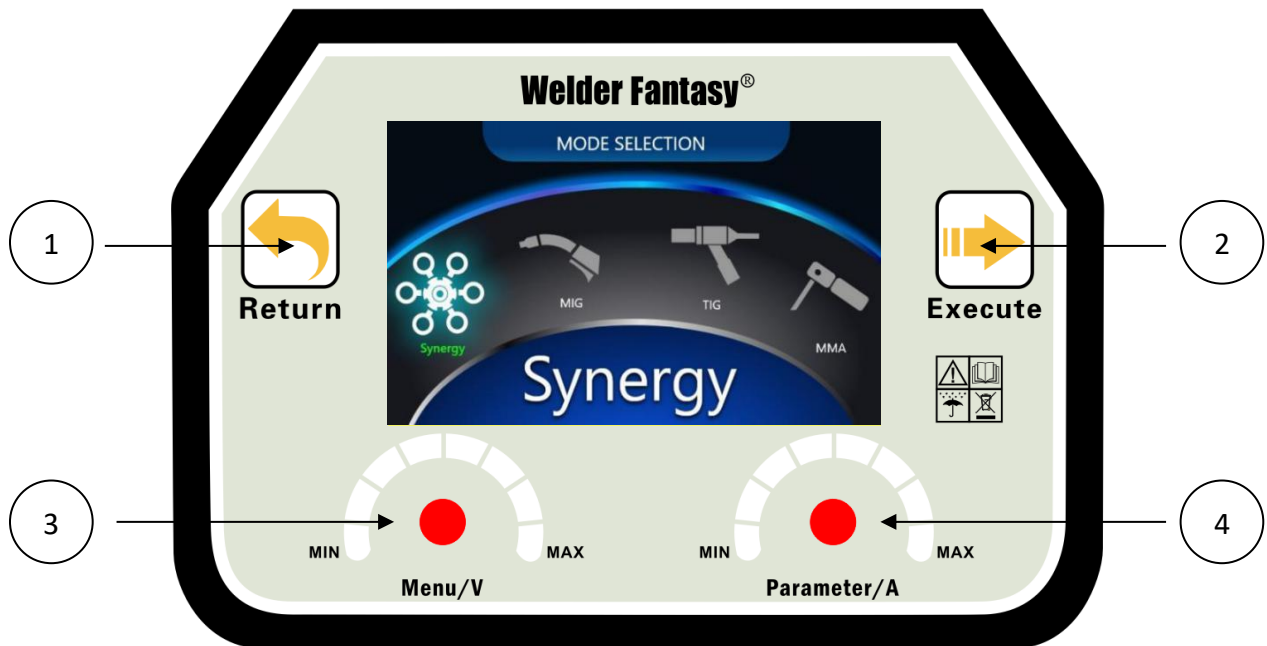 Welder Fantasy®
MODE SELECTION
1
2
Return
Execute
MIG
TIG
Synergy
MMA
Synergy
3
4
MIN
MAX
MIN
MAX
Menu/V
Parameter/A